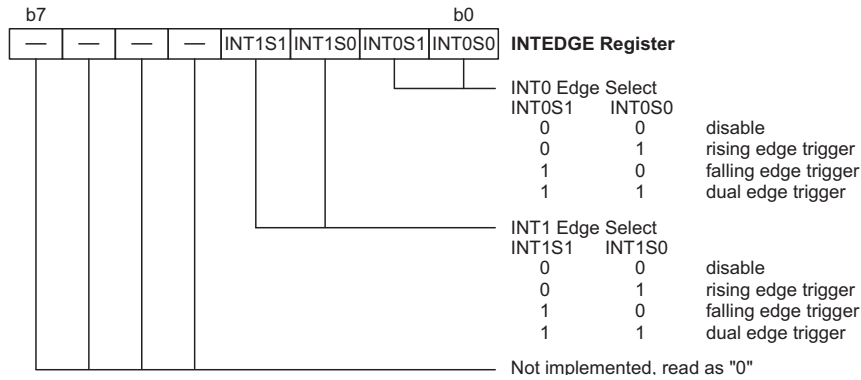 b7 b0
— — — — INT1S1 INT1S0 INT0S1 INT0S0 INTEDGE Register
INT0 Edge Select
INT0S1 INT0S0
0 0 disable
0 1 rising edge trigger
1 0 falling edge trigger
1 1 dual edge trigger
INT1 Edge Select
INT1S1 INT1S0
0 0 disable
0 1 rising edge trigger
1 0 falling edge trigger
1 1 dual edge trigger
Not implemented, read as "0"